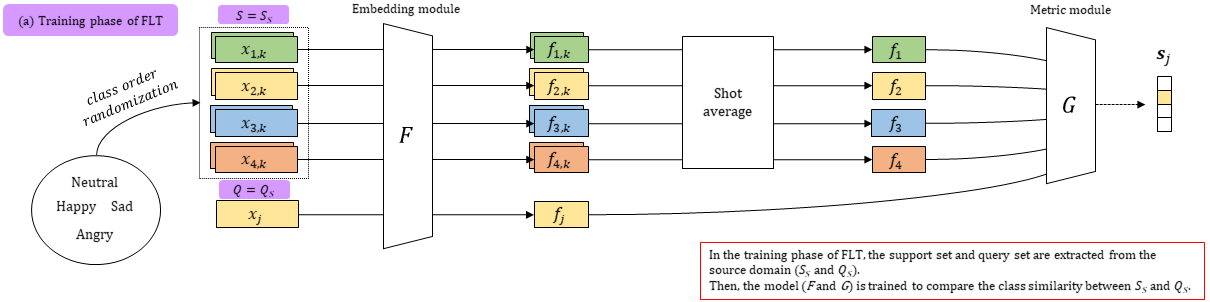 (a) Training phase of FLT
S = S_S
Embedding module
Metric module
x_{1,k}
f_{1,k}
f_1
x_{2,k}
f_{2,k}
f_2
x_{3,k}
f_{3,k}
f_3
x_{4,k}
f_{4,k}
f_4
class order
randomization
F
Shot
average
G
s_j
Neutral
Happy Sad
Angry
Q = Q_S
x_j
f_j
In the training phase of FLT, the support set and query set are extracted from the
source domain (S_S and Q_S).
Then, the model (F and G) is trained to compare the class similarity between S_S and Q_S.